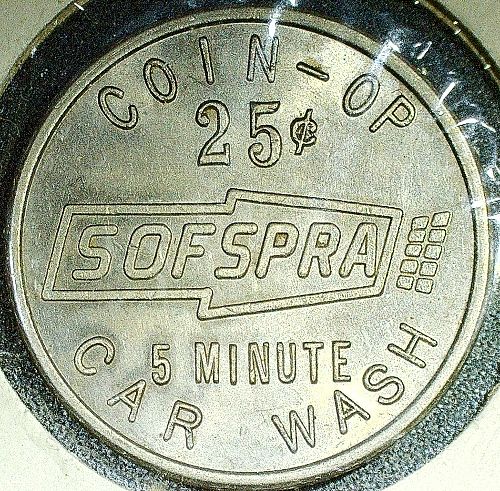 COIN-OP
25¢
SOFSPRA
5 MINUTE
CAR WASH